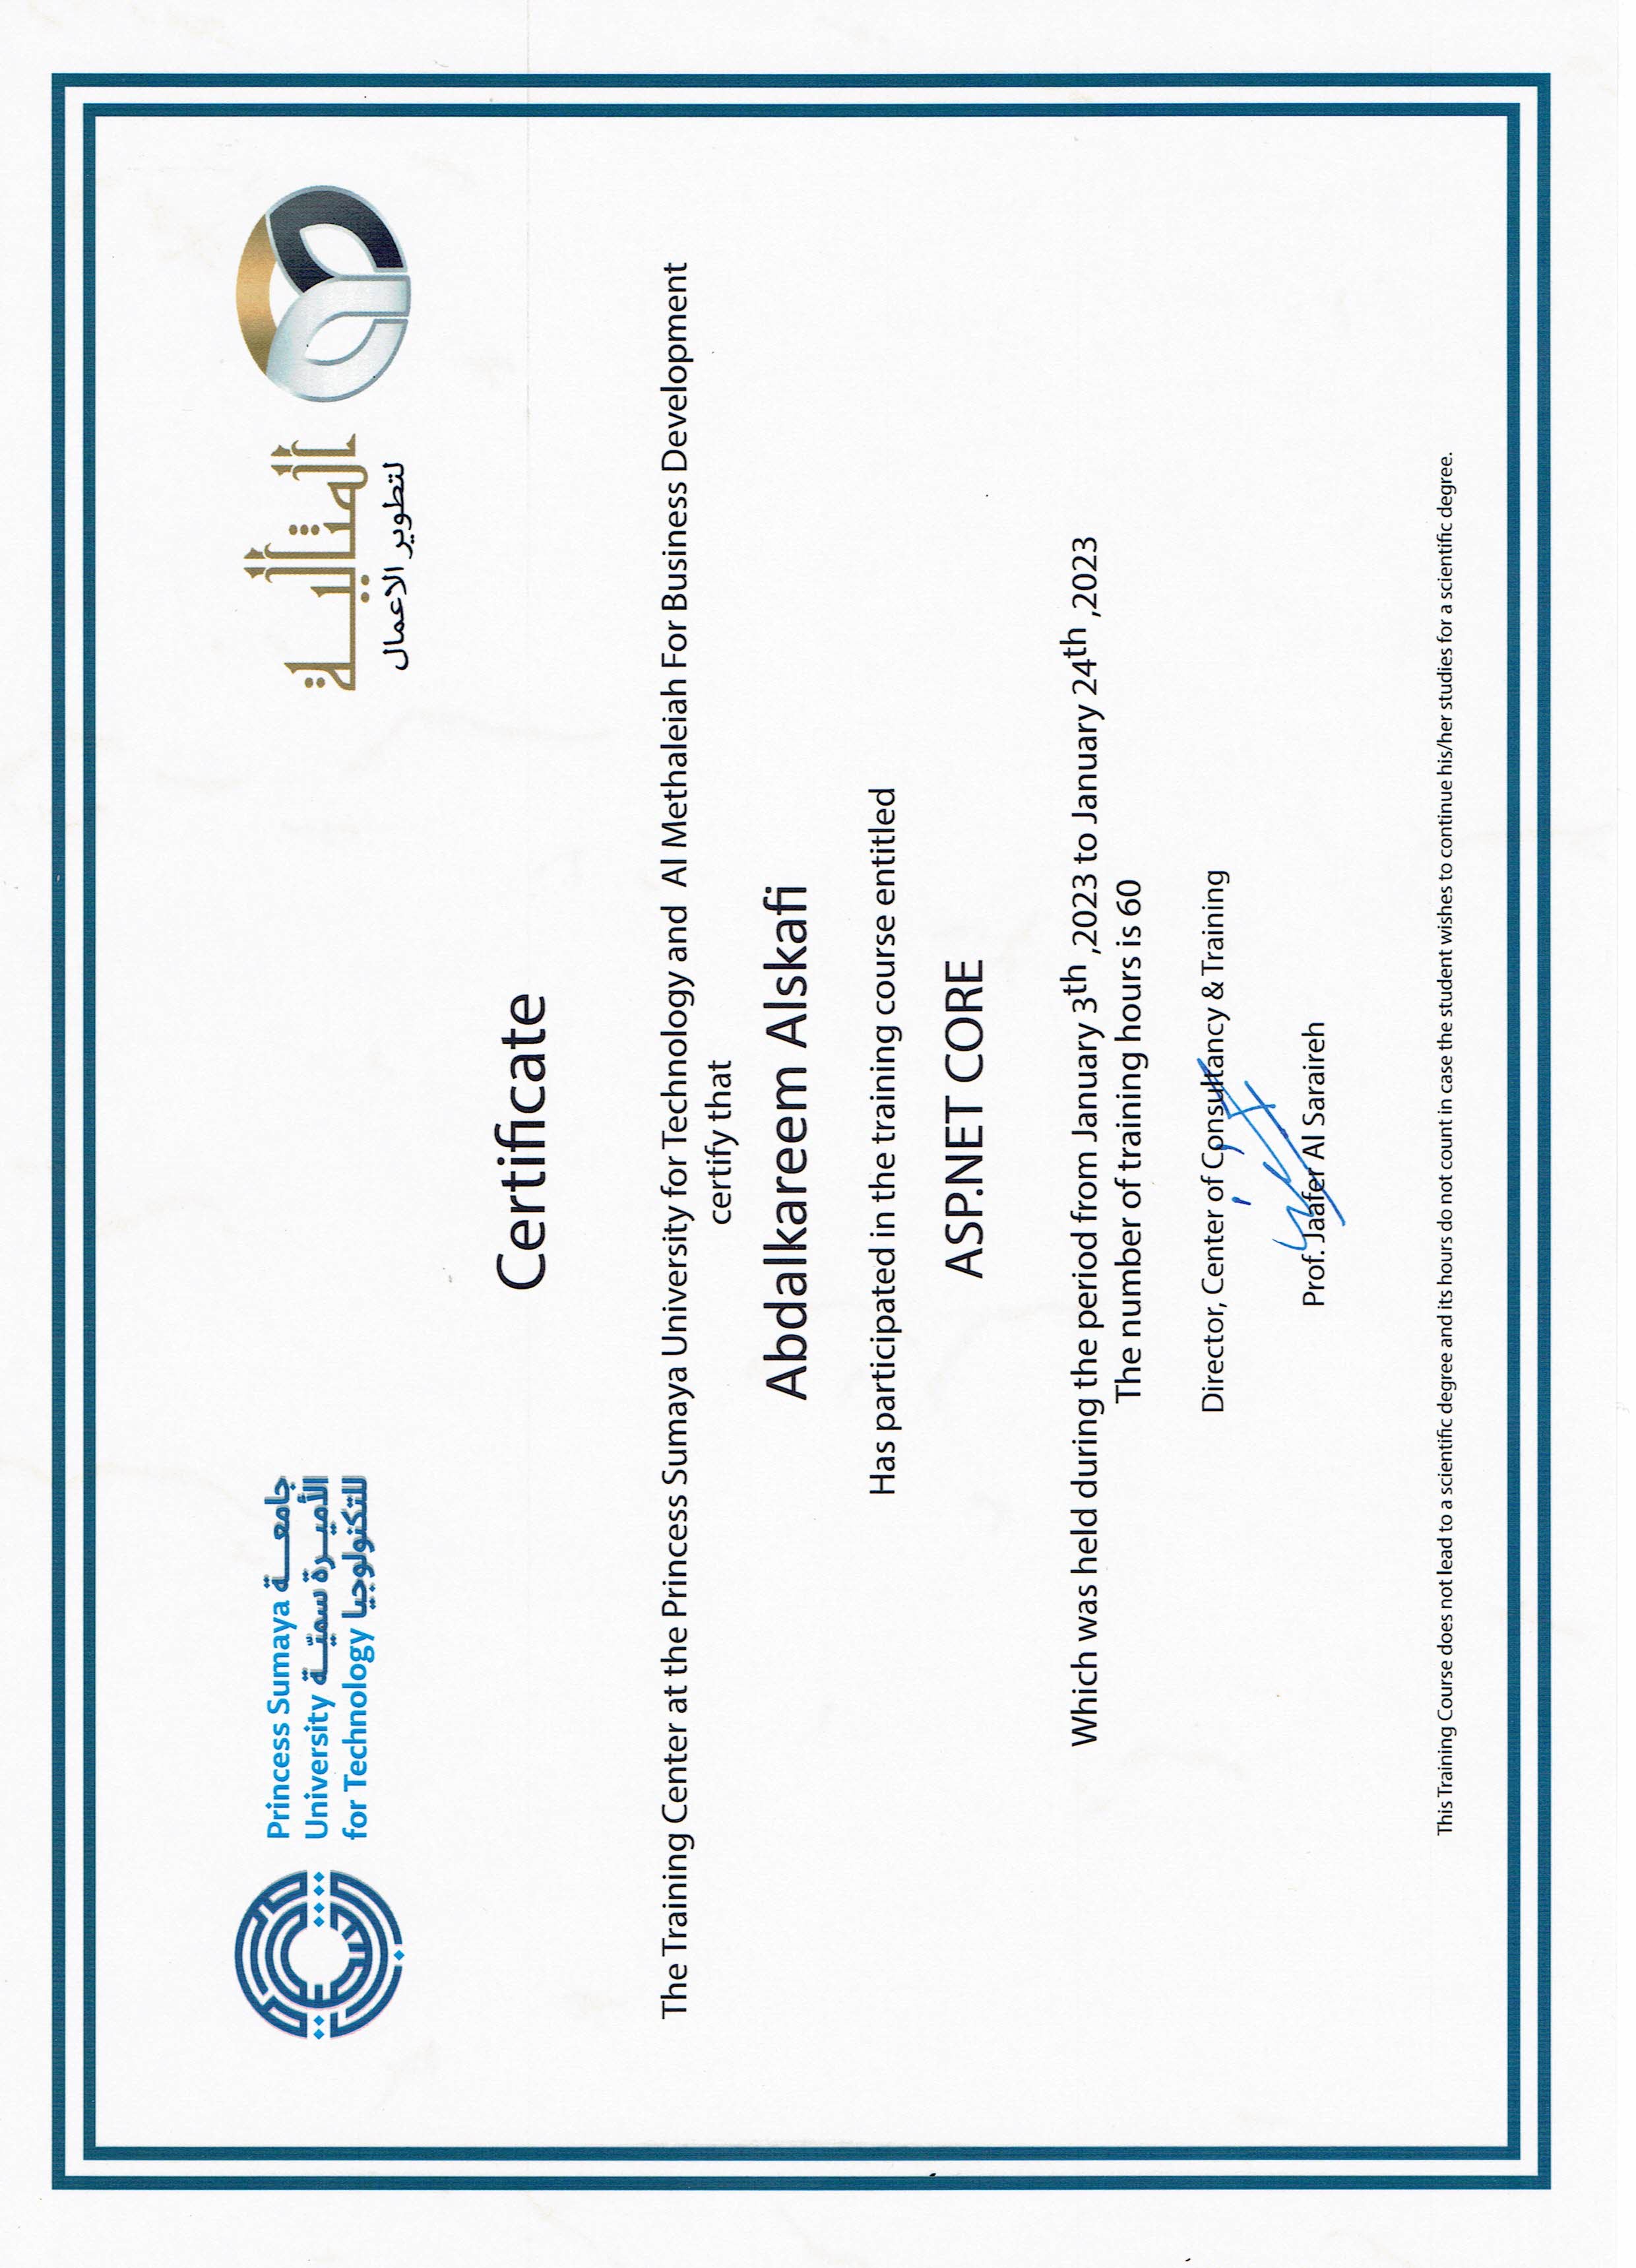 Princess Sumaya جامعة
University الأميرة سميّة
for Technology للتكنولوجيا
المثالية
لتطوير الاعمال
Certificate
The Training Center at the Princess Sumaya University for Technology and Al Methaleiah For Business Development
certify that
Abdalkareem Alskafi
Has participated in the training course entitled
ASP.NET CORE
Which was held during the period from January 3th ,2023 to January 24th ,2023
The number of training hours is 60
Director, Center of Consultancy & Training
Prof. Jaafer Al Saraireh
This Training Course does not lead to a scientific degree and its hours do not count in case the student wishes to continue his/her studies for a scientific degree.